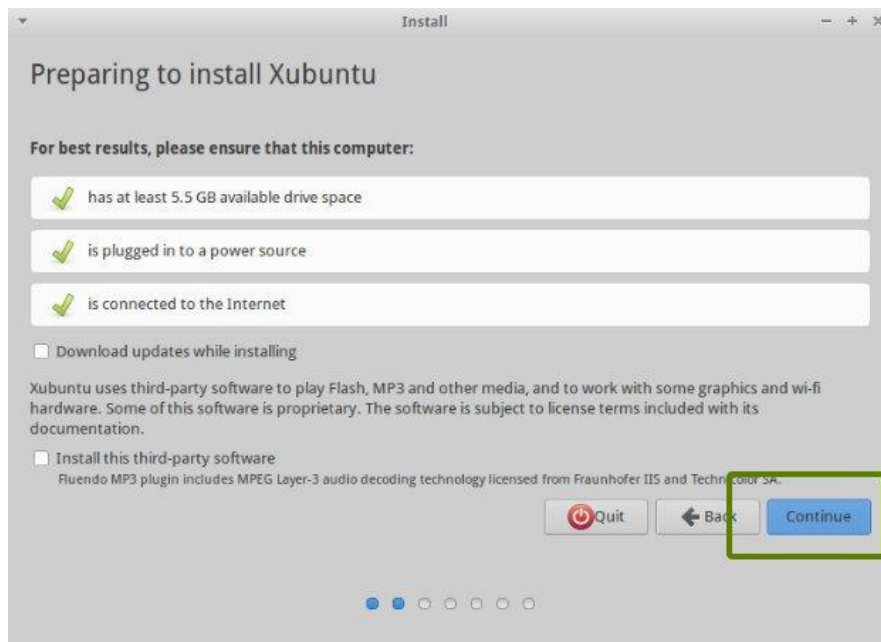 Install
Preparing to install Xubuntu
For best results, please ensure that this computer:
has at least 5.5 GB available drive space
is plugged in to a power source
is connected to the Internet
Download updates while installing
Xubuntu uses third-party software to play Flash, MP3 and other media, and to work with some graphics and wi-fi
hardware. Some of this software is proprietary. The software is subject to license terms included with its
documentation.
Install this third-party software
Fluendo MP3 plugin includes MPEG Layer-3 audio decoding technology licensed from Fraunhofer IIS and Technicolor SA.
Quit Back Continue